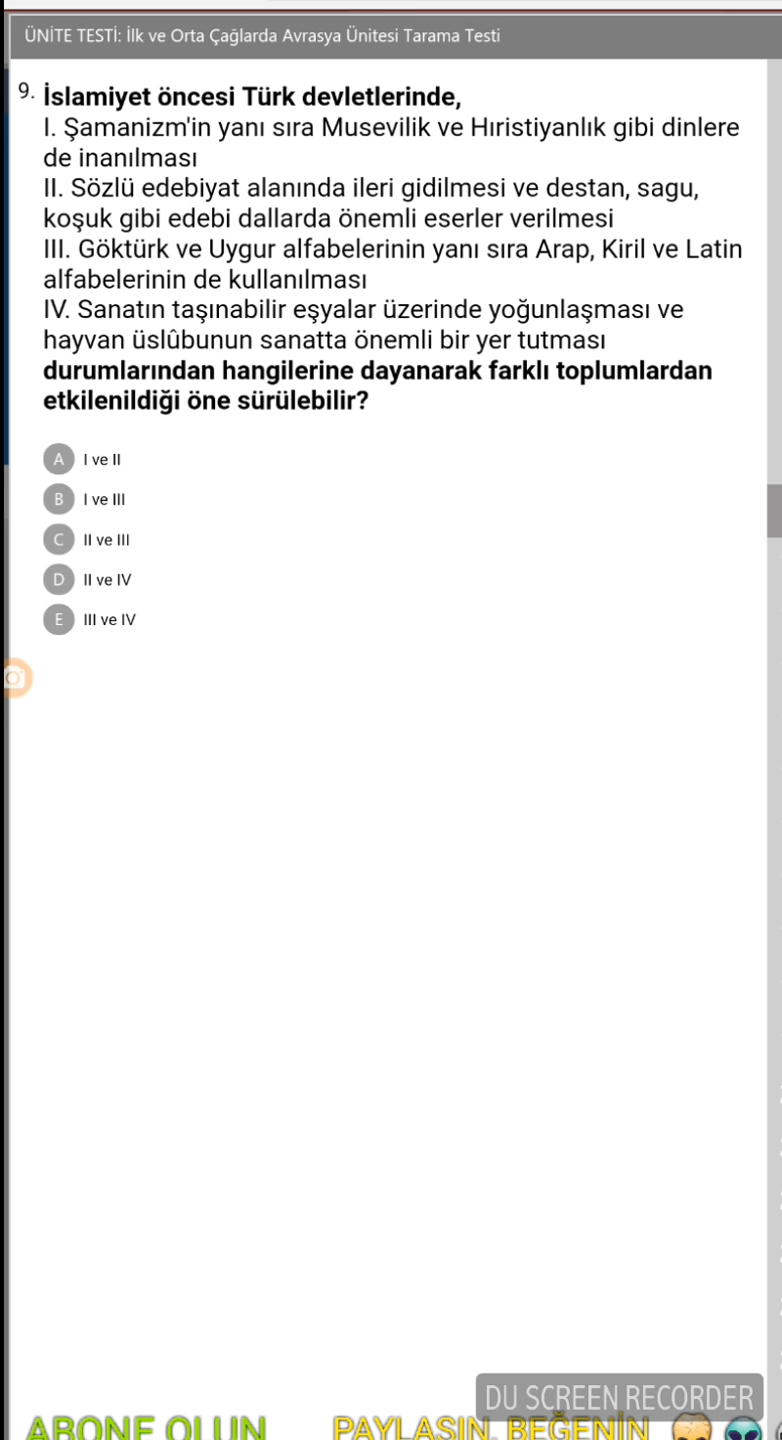 ÜNİTE TESTİ: İlk ve Orta Çağlarda Avrasya Ünitesi Tarama Testi
9. İslamiyet öncesi Türk devletlerinde,
I. Şamanizm'in yanı sıra Musevilik ve Hıristiyanlık gibi dinlere
de inanılması
II. Sözlü edebiyat alanında ileri gidilmesi ve destan, sagu,
koşuk gibi edebi dallarda önemli eserler verilmesi
III. Göktürk ve Uygur alfabelerinin yanı sıra Arap, Kiril ve Latin
alfabelerinin de kullanılması
IV. Sanatın taşınabilir eşyalar üzerinde yoğunlaşması ve
hayvan üslûbunun sanatta önemli bir yer tutması
durumlarından hangilerine dayanarak farklı toplumlardan
etkilenildiği öne sürülebilir?
A I ve II
B I ve III
C II ve III
D II ve IV
E III ve IV
DU SCREEN RECORDER
ABONE OLUN PAYLAŞIN, BEĞENİN